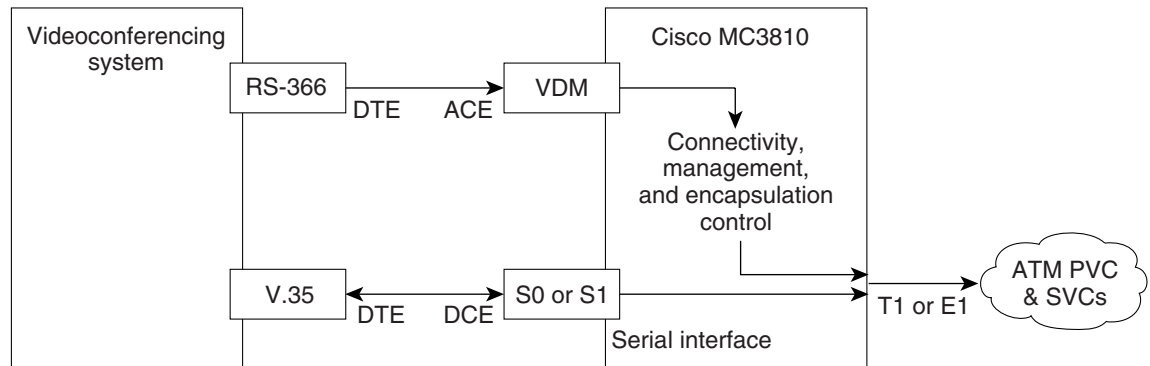 Videoconferencing
system
Cisco MC3810
RS-366
DTE
ACE
VDM
Connectivity,
management,
and encapsulation
control
V.35
DTE
DCE
S0 or S1
Serial interface
T1 or E1
ATM PVC
& SVCs